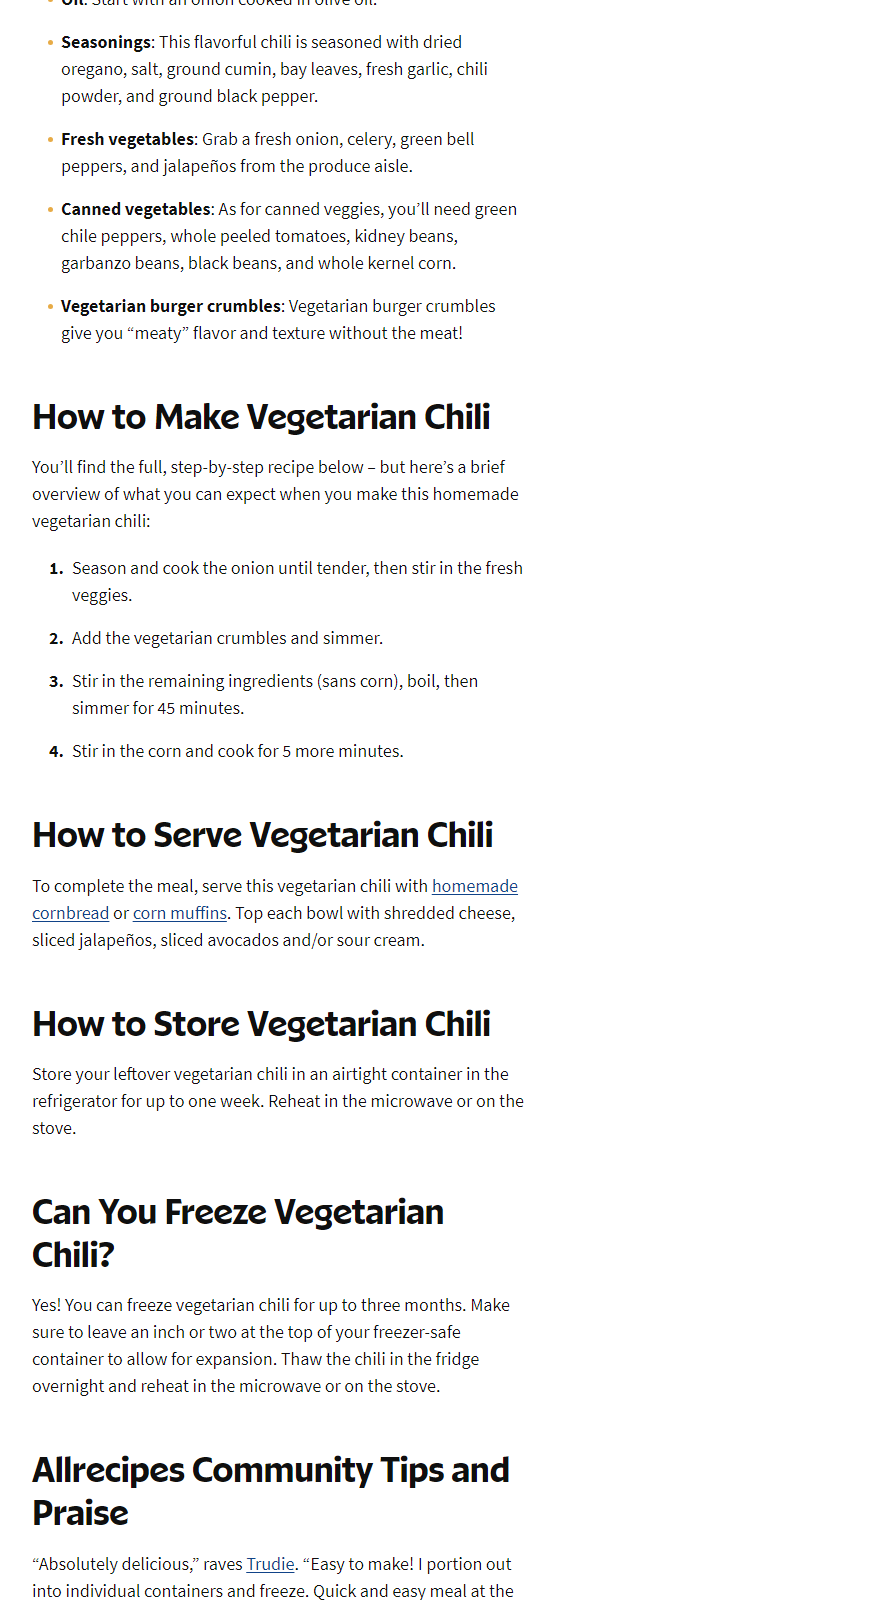 Oil: Start with an onion cooked in olive oil.
Seasonings: This flavorful chili is seasoned with dried
oregano, salt, ground cumin, bay leaves, fresh garlic, chili
powder, and ground black pepper.
Fresh vegetables: Grab a fresh onion, celery, green bell
peppers, and jalapeños from the produce aisle.
Canned vegetables: As for canned veggies, you’ll need green
chile peppers, whole peeled tomatoes, kidney beans,
garbanzo beans, black beans, and whole kernel corn.
Vegetarian burger crumbles: Vegetarian burger crumbles
give you “meaty” flavor and texture without the meat!
How to Make Vegetarian Chili
You’ll find the full, step-by-step recipe below – but here’s a brief
overview of what you can expect when you make this homemade
vegetarian chili:
1. Season and cook the onion until tender, then stir in the fresh
veggies.
2. Add the vegetarian crumbles and simmer.
3. Stir in the remaining ingredients (sans corn), boil, then
simmer for 45 minutes.
4. Stir in the corn and cook for 5 more minutes.
How to Serve Vegetarian Chili
To complete the meal, serve this vegetarian chili with homemade
cornbread or corn muffins. Top each bowl with shredded cheese,
sliced jalapeños, sliced avocados and/or sour cream.
How to Store Vegetarian Chili
Store your leftover vegetarian chili in an airtight container in the
refrigerator for up to one week. Reheat in the microwave or on the
stove.
Can You Freeze Vegetarian
Chili?
Yes! You can freeze vegetarian chili for up to three months. Make
sure to leave an inch or two at the top of your freezer-safe
container to allow for expansion. Thaw the chili in the fridge
overnight and reheat in the microwave or on the stove.
Allrecipes Community Tips and
Praise
“Absolutely delicious,” raves Trudie. “Easy to make! I portion out
into individual containers and freeze. Quick and easy meal at the